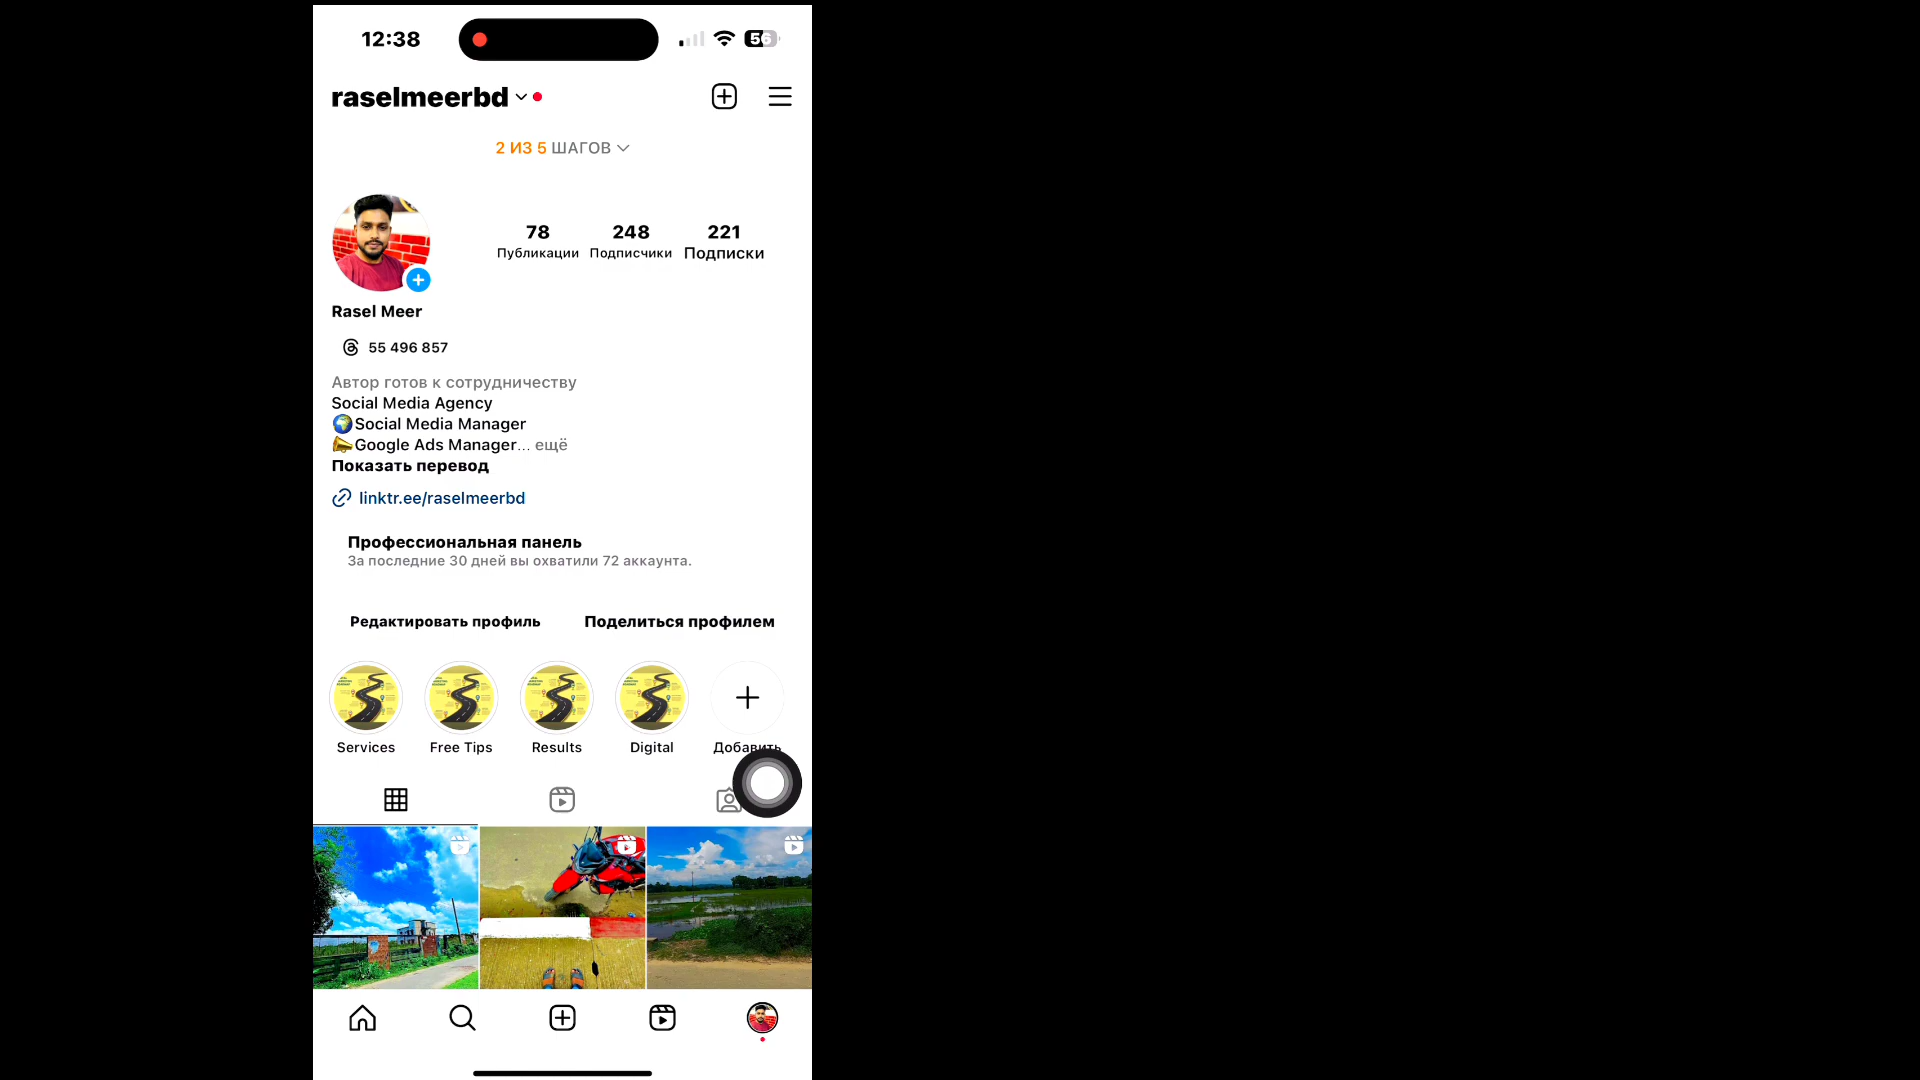 12:38
56
raselmeerbd
2 ИЗ 5 ШАГОВ
78 248 221
Публикации Подписчики Подписки
Rasel Meer
55 496 857
Автор готов к сотрудничеству
Social Media Agency
🌍Social Media Manager
📣Google Ads Manager... ещё
Показать перевод
linktr.ee/raselmeerbd
Профессиональная панель
За последние 30 дней вы охватили 72 аккаунта.
Редактировать профиль Поделиться профилем
Services Free Tips Results Digital Добавить